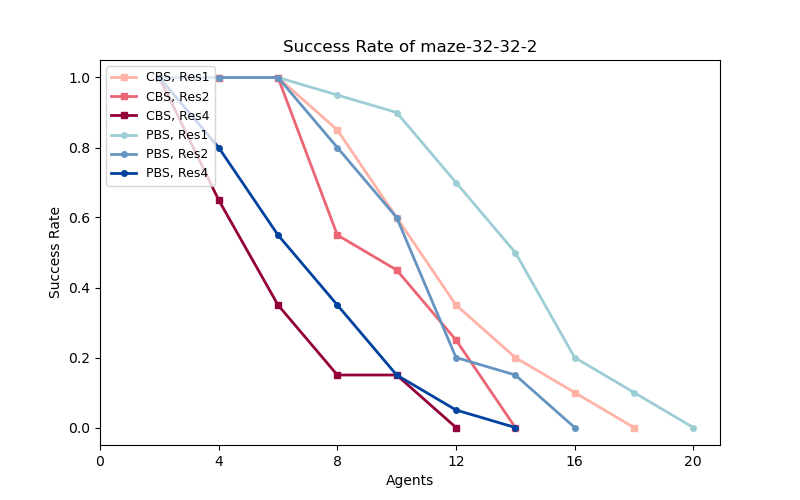 Success Rate of maze-32-32-2
CBS, Res1
CBS, Res2
CBS, Res4
PBS, Res1
PBS, Res2
PBS, Res4
1.0
0.8
0.6
0.4
0.2
0.0
Success Rate
0 4 8 12 16 20
Agents